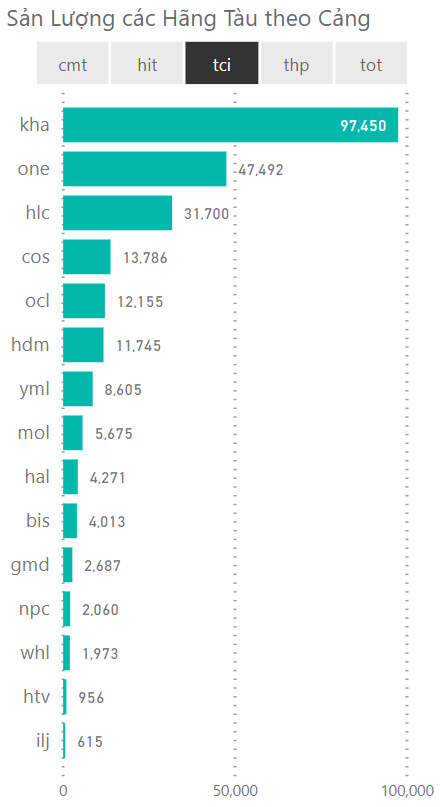 Sản Lượng các Hãng Tàu theo Cảng
cmt hit tci thp tot
kha 97,450
one 47,492
hlc 31,700
cos 13,786
ocl 12,155
hdm 11,745
yml 8,605
mol 5,675
hal 4,271
bis 4,013
gmd 2,687
npc 2,060
whl 1,973
htv 956
ilj 615
0 50,000 100,000